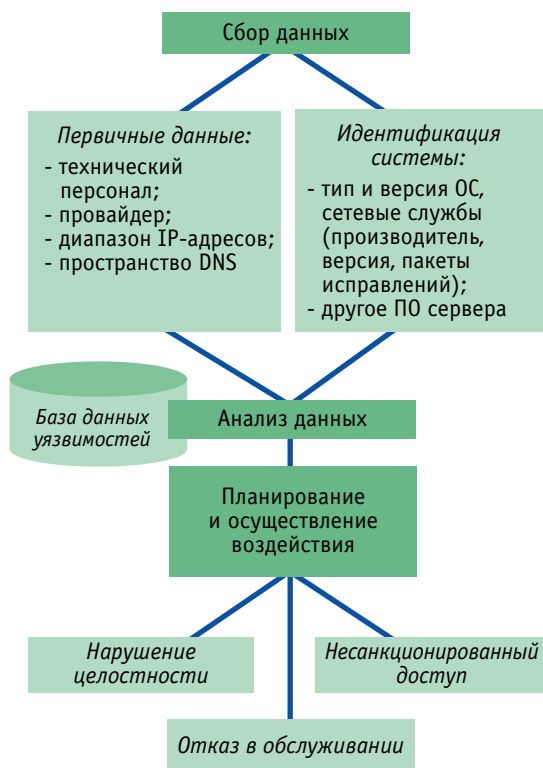 Сбор данных
Первичные данные:
- технический
персонал;
- провайдер;
- диапазон IP-адресов;
- пространство DNS
Идентификация
системы:
- тип и версия ОС,
сетевые службы
(производитель,
версия, пакеты
исправлений);
- другое ПО сервера
База данных
уязвимостей
Анализ данных
Планирование
и осуществление
воздействия
Нарушение
целостности
Несанкционированный
доступ
Отказ в обслуживании